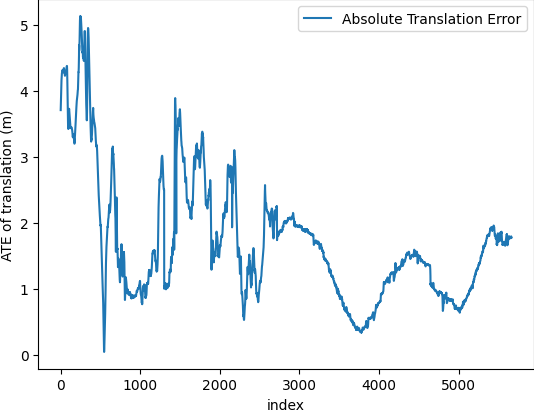 Absolute Translation Error
5
4
3
2
1
0
ATE of translation (m)
0 1000 2000 3000 4000 5000
index